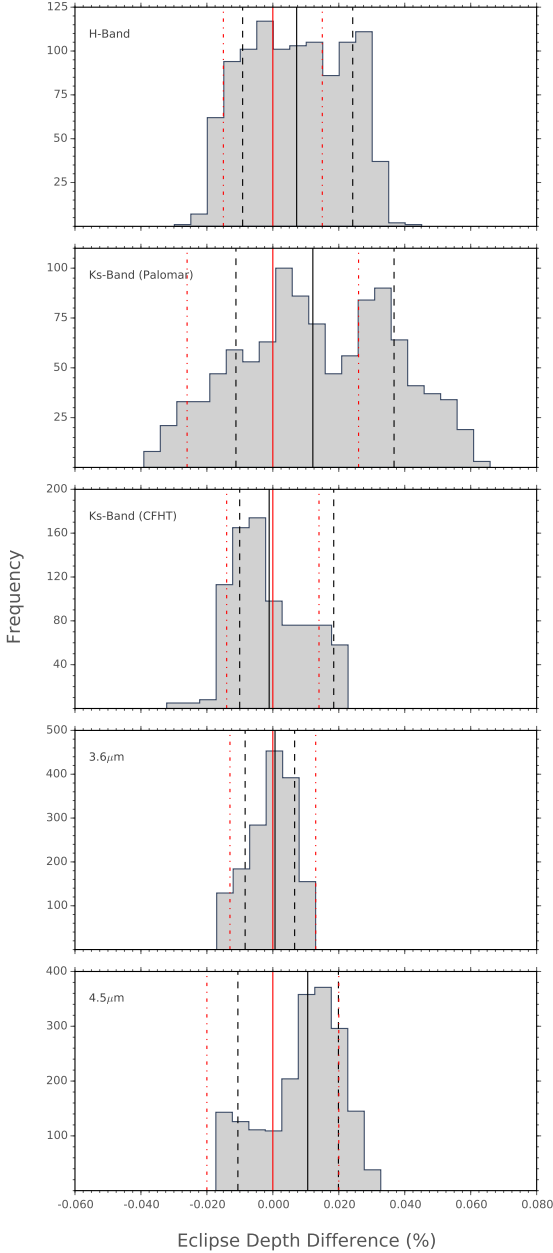 125
100
75
50
25
H-Band
100
75
50
25
Ks-Band (Palomar)
200
160
120
80
40
Ks-Band (CFHT)
Frequency
500
400
300
200
100
3.6μm
400
300
200
100
4.5μm
-0.060 -0.040 -0.020 0.000 0.020 0.040 0.060 0.080
Eclipse Depth Difference (%)